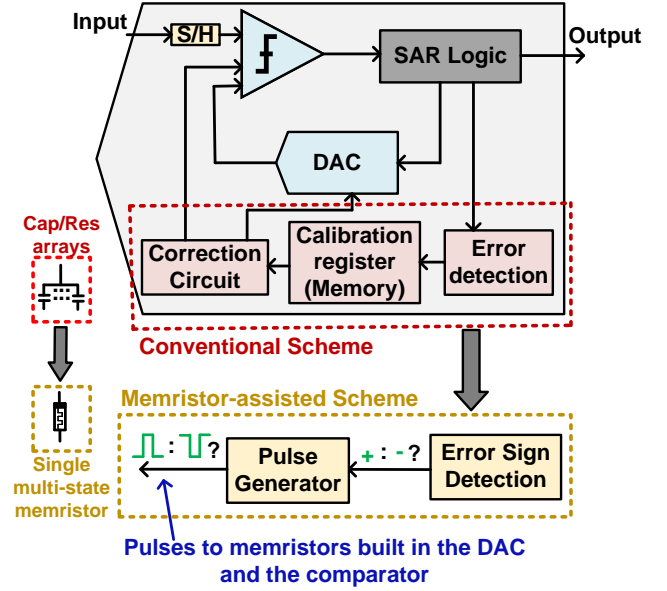 Input
S/H
SAR Logic
Output
DAC
Cap/Res
arrays
Correction
Circuit
Calibration
register
(Memory)
Error
detection
Conventional Scheme
Memristor-assisted Scheme
: ?
Pulse
Generator
+ : - ?
Error Sign
Detection
Single
multi-state
memristor
Pulses to memristors built in the DAC
and the comparator